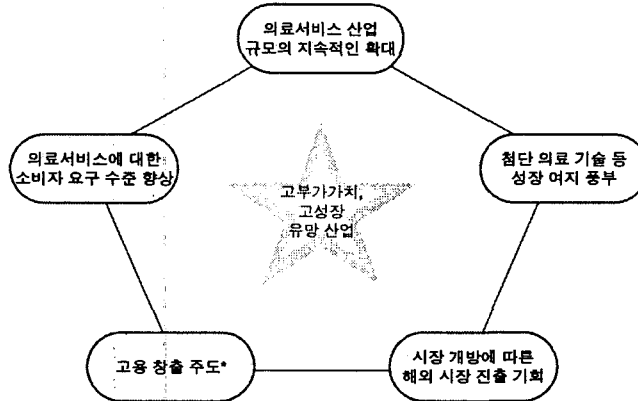 의료서비스 산업
규모의 지속적인 확대
의료서비스에 대한
소비자 요구 수준 향상
첨단 의료 기술 등
성장 여지 풍부
고부가가치,
고성장
유망 산업
고용 창출 주도*
시장 개방에 따른
해외 시장 진출 기회